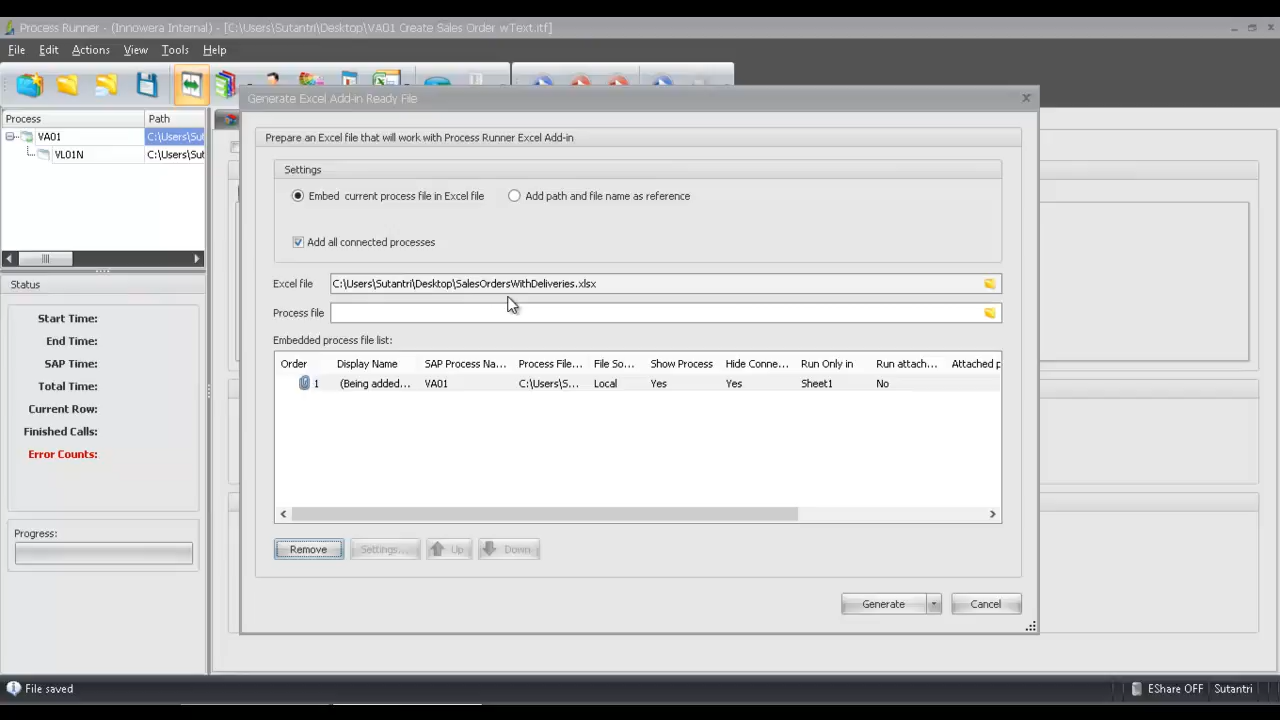 Process Runner - (Innowera Internal) - [C:\Users\Sutantri\Desktop\VA01 Create Sales Order wText.itf]
File Edit Actions View Tools Help
Generate Excel Add-in Ready File
Process Path
VA01 C:\Users\Sut
VL01N C:\Users\Sut
Prepare an Excel file that will work with Process Runner Excel Add-in
Settings
Embed current process file in Excel file Add path and file name as reference
Add all connected processes
Excel file C:\Users\Sutantri\Desktop\SalesOrdersWithDeliveries.xlsx
Process file
Embedded process file list:
Order Display Name SAP Process Na... Process File... File So... Show Process Hide Conne... Run Only in Run attach... Attached p
1 (Being added... VA01 C:\Users\S... Local Yes Yes Sheet1 No
Remove Settings... Up Down
Generate Cancel
Status
Start Time:
End Time:
SAP Time:
Total Time:
Current Row:
Finished Calls:
Error Counts:
Progress:
File saved EShare OFF Sutantri